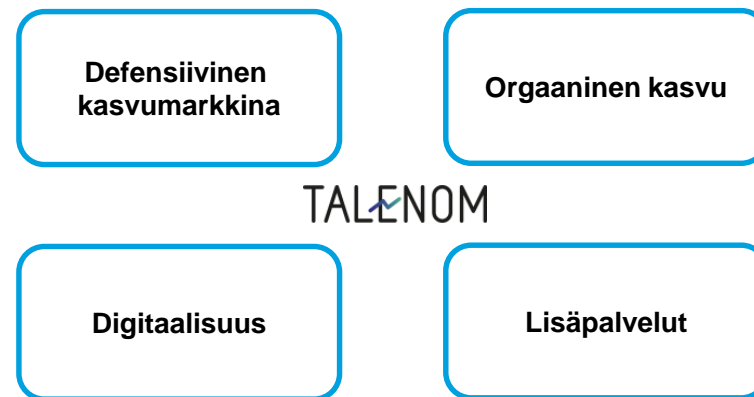 Defensiivinen
kasvumarkkina
Orgaaninen kasvu
TALENOM
Digitaalisuus
Lisäpalvelut